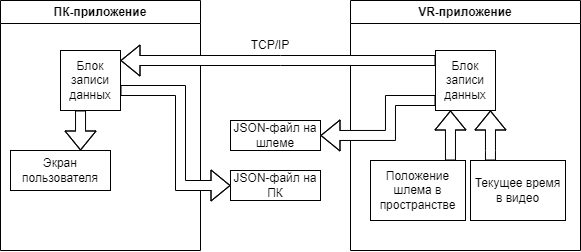 ПК-приложение
VR-приложение
TCP/IP
Блок
записи
данных
Блок
записи
данных
JSON-файл на
шлеме
Экран
пользователя
JSON-файл на
ПК
Положение
шлема в
пространстве
Текущее время
в видео